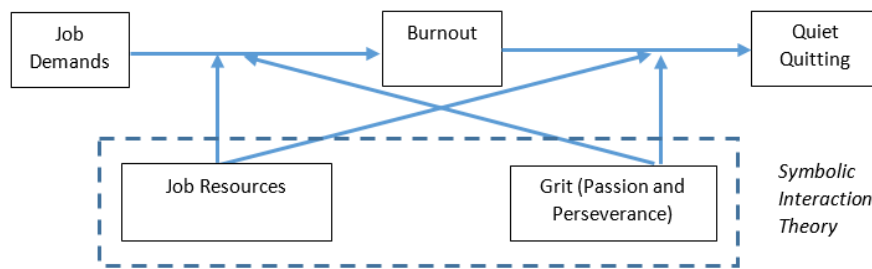 Job
Demands
Burnout
Quiet
Quitting
Job Resources
Grit (Passion and
Perseverance)
Symbolic
Interaction
Theory